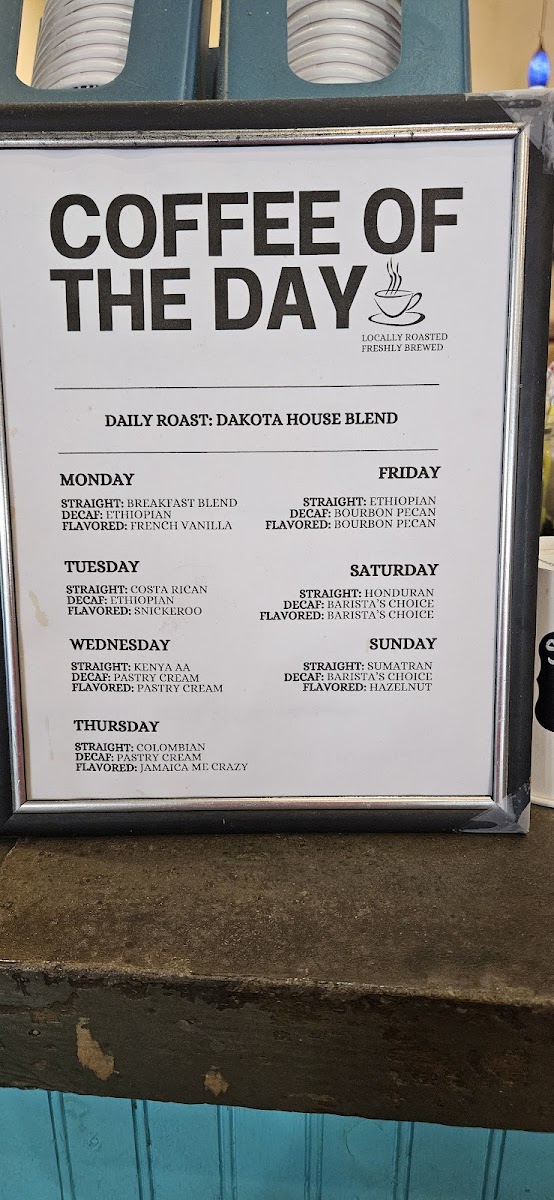 COFFEE OF
THE DAY
LOCALLY ROASTED
FRESHLY BREWED
DAILY ROAST: DAKOTA HOUSE BLEND
MONDAY
STRAIGHT: BREAKFAST BLEND
DECAF: ETHIOPIAN
FLAVORED: FRENCH VANILLA
TUESDAY
STRAIGHT: COSTA RICAN
DECAF: ETHIOPIAN
FLAVORED: SNICKEROO
WEDNESDAY
STRAIGHT: KENYA AA
DECAF: PASTRY CREAM
FLAVORED: PASTRY CREAM
THURSDAY
STRAIGHT: COLOMBIAN
DECAF: PASTRY CREAM
FLAVORED: JAMAICA ME CRAZY
FRIDAY
STRAIGHT: ETHIOPIAN
DECAF: BOURBON PECAN
FLAVORED: BOURBON PECAN
SATURDAY
STRAIGHT: HONDURAN
DECAF: BARISTA'S CHOICE
FLAVORED: BARISTA'S CHOICE
SUNDAY
STRAIGHT: SUMATRAN
DECAF: BARISTA'S CHOICE
FLAVORED: HAZELNUT